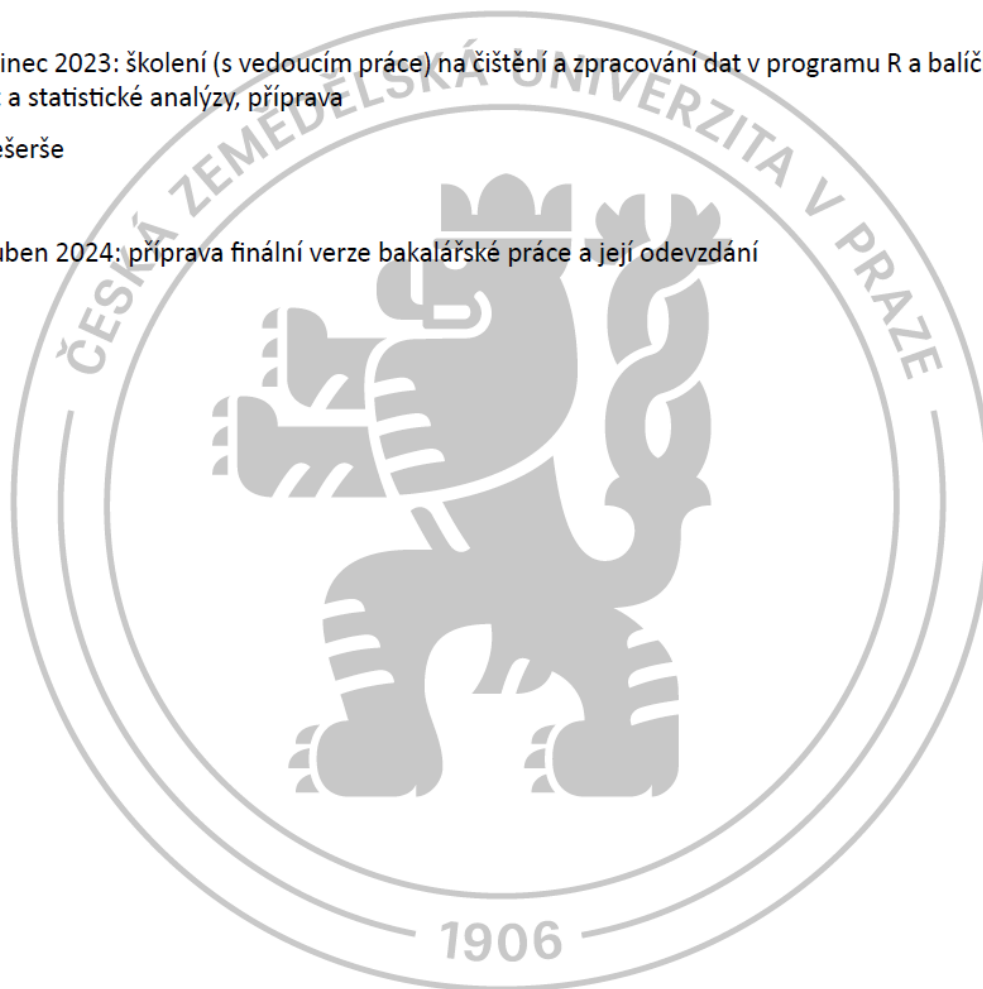 inec 2023: školení (s vedoucím práce) na čištění a zpracování dat v programu R a balíč
a statistické analýzy, příprava
ešerše
uben 2024: příprava finální verze bakalářské práce a její odevzdání
ČESKÁ ZEMĚDĚLSKÁ UNIVERZITA V PRAZE
1906